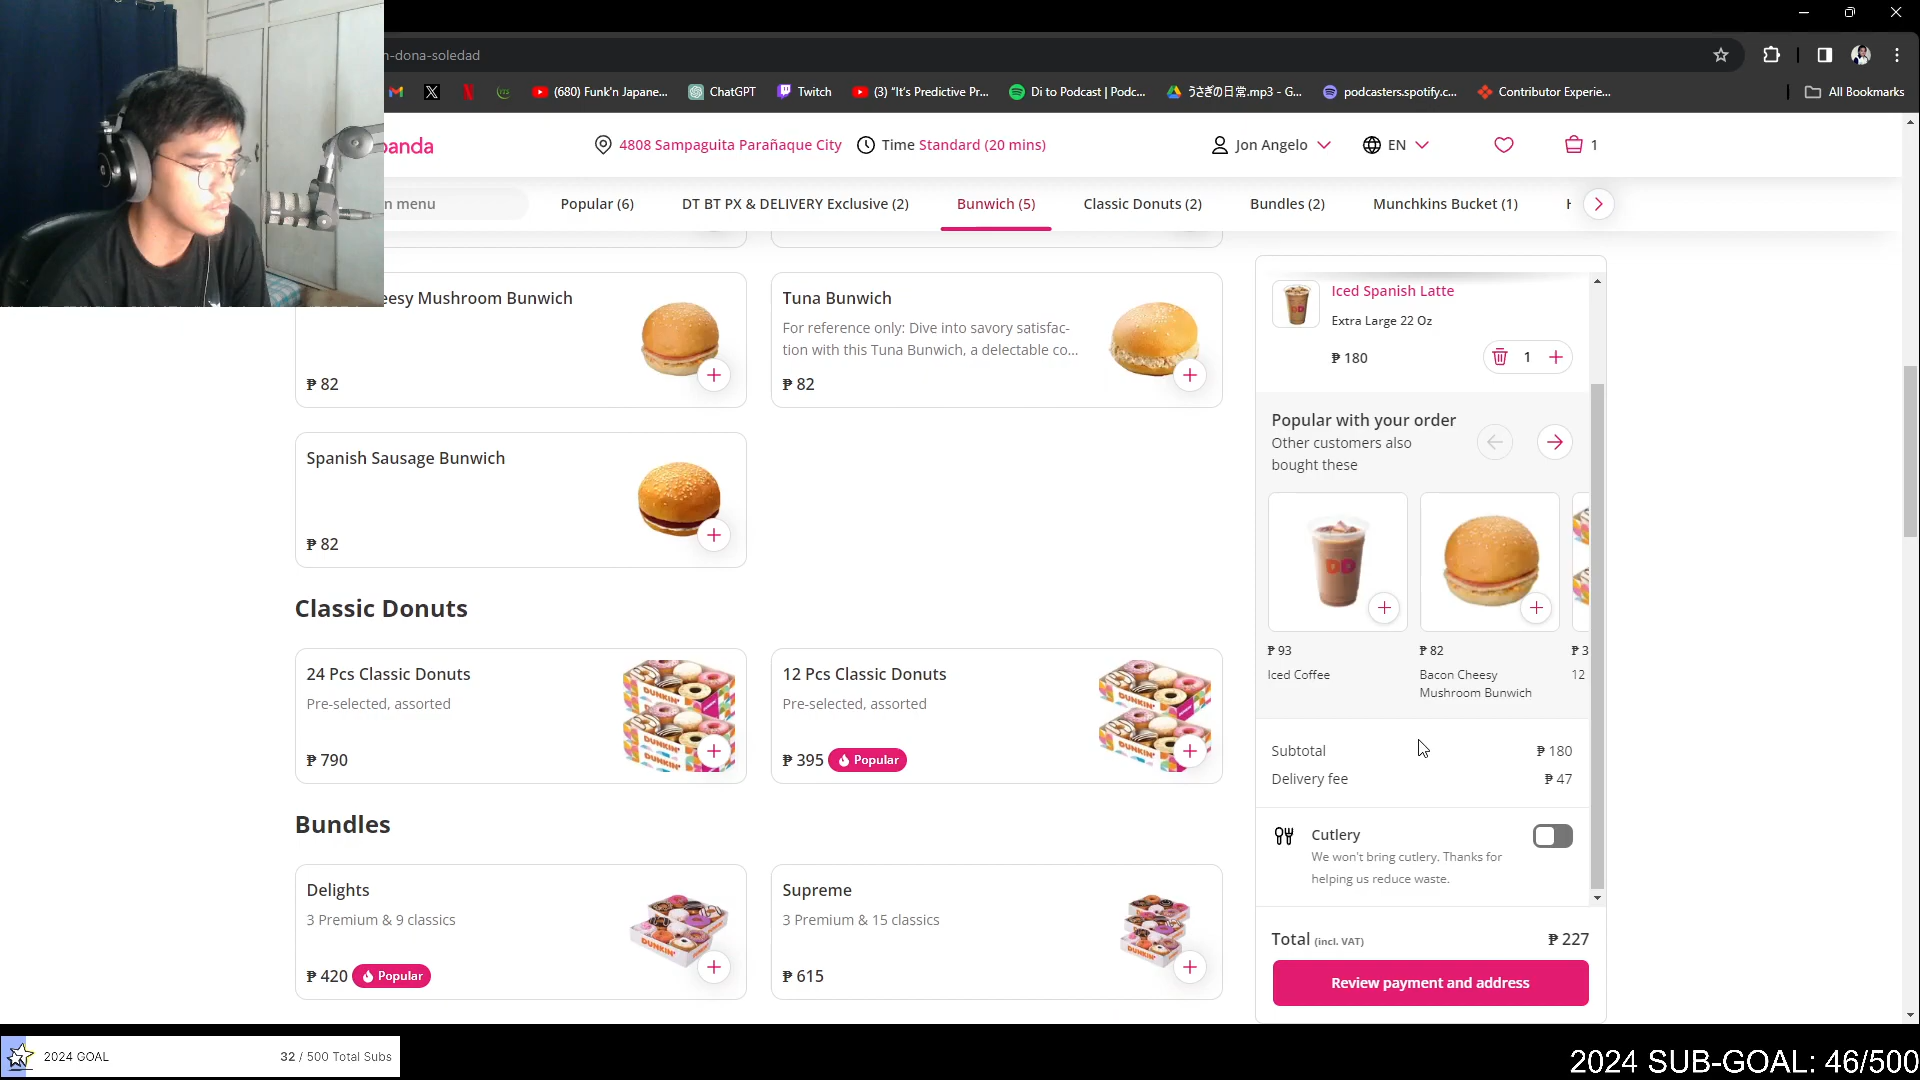 n-dona-soledad
X
(680) Funk'n Japane...
ChatGPT
Twitch
(3) "It's Predictive Pr...
Di to Podcast | Podc...
うさぎの日常.mp3 - G...
podcasters.spotify.c...
Contributor Experie...
All Bookmarks
panda
4808 Sampaguita Parañaque City
Time Standard (20 mins)
Jon Angelo
EN
1
n menu
Popular (6)
DT BT PX & DELIVERY Exclusive (2)
Bunwich (5)
Classic Donuts (2)
Bundles (2)
Munchkins Bucket (1)
eesy Mushroom Bunwich
₱ 82
Tuna Bunwich
For reference only: Dive into savory satisfac-
tion with this Tuna Bunwich, a delectable co...
₱ 82
Spanish Sausage Bunwich
₱ 82
Classic Donuts
24 Pcs Classic Donuts
Pre-selected, assorted
₱ 790
12 Pcs Classic Donuts
Pre-selected, assorted
₱ 395 Popular
Bundles
Delights
3 Premium & 9 classics
₱ 420 Popular
Supreme
3 Premium & 15 classics
₱ 615
Iced Spanish Latte
Extra Large 22 Oz
₱ 180
1
Popular with your order
Other customers also
bought these
₱ 93
Iced Coffee
₱ 82
Bacon Cheesy
Mushroom Bunwich
₱ 3
12
Subtotal ₱ 180
Delivery fee ₱ 47
Cutlery
We won't bring cutlery. Thanks for
helping us reduce waste.
Total (incl. VAT) ₱ 227
Review payment and address
2024 GOAL 32 / 500 Total Subs
2024 SUB-GOAL: 46/500